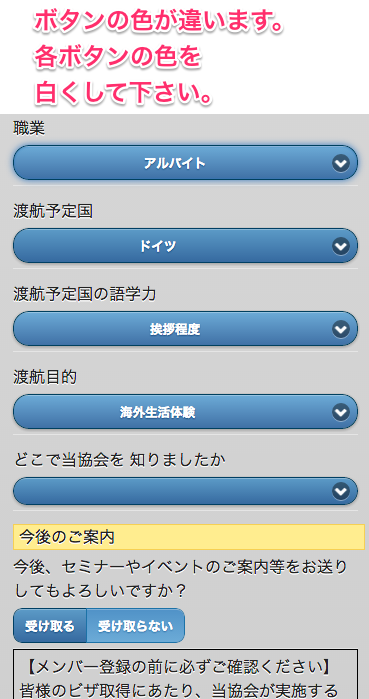 ボタンの色が違います。
各ボタンの色を
白くして下さい。
職業
アルバイト
渡航予定国
ドイツ
渡航予定国の語学力
挨拶程度
渡航目的
海外生活体験
どこで当協会を 知りましたか
今後のご案内
今後、セミナーやイベントのご案内等をお送り
してもよろしいですか？
受け取る 受け取らない
【メンバー登録の前に必ずご確認ください】
皆様のビザ取得にあたり、当協会が実施する